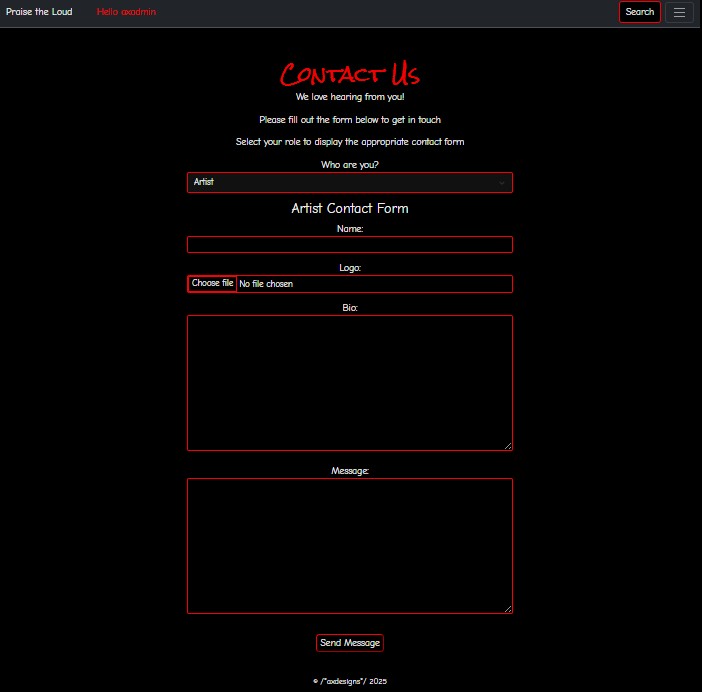 Praise the Loud Hello axadmin Search
Contact Us
We love hearing from you!
Please fill out the form below to get in touch
Select your role to display the appropriate contact form
Who are you?
Artist
Artist Contact Form
Name:
Logo:
Choose file No file chosen
Bio:
Message:
Send Message
© /"axdesigns"/ 2025